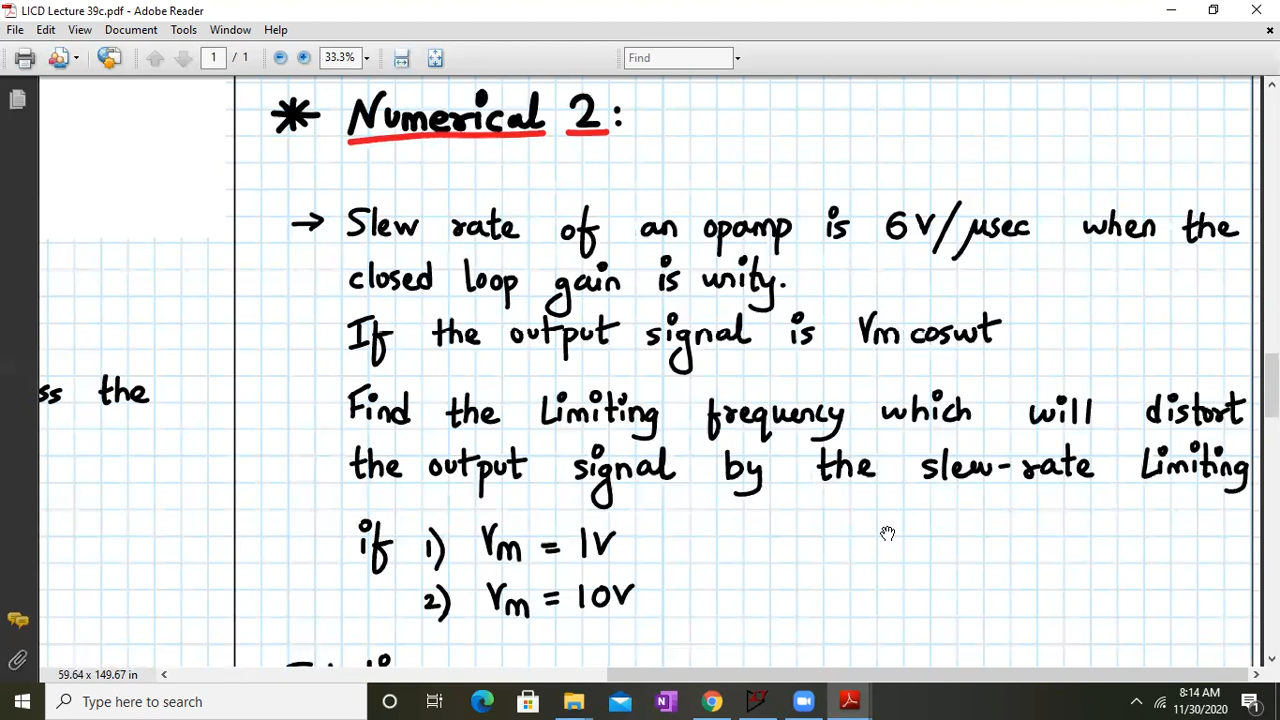 LICD Lecture 39c.pdf - Adobe Reader
File Edit View Document Tools Window Help
1 / 1 33.3% Find
* Numerical 2:
→ Slew rate of an opamp is 6V/μsec when the
closed loop gain is unity.
If the output signal is Vm coswt
ss the
Find the Limiting frequency which will distort
the output signal by the slew-rate Limiting
if 1) Vm = 1V
2) Vm = 10V
59.64 x 149.67 in
Type here to search
8:14 AM
11/30/2020